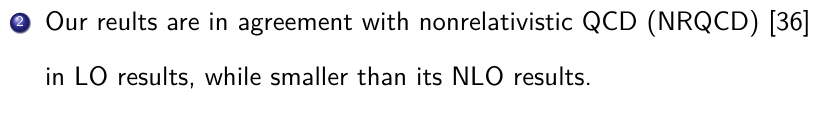 2 Our reults are in agreement with nonrelativistic QCD (NRQCD) [36]
in LO results, while smaller than its NLO results.